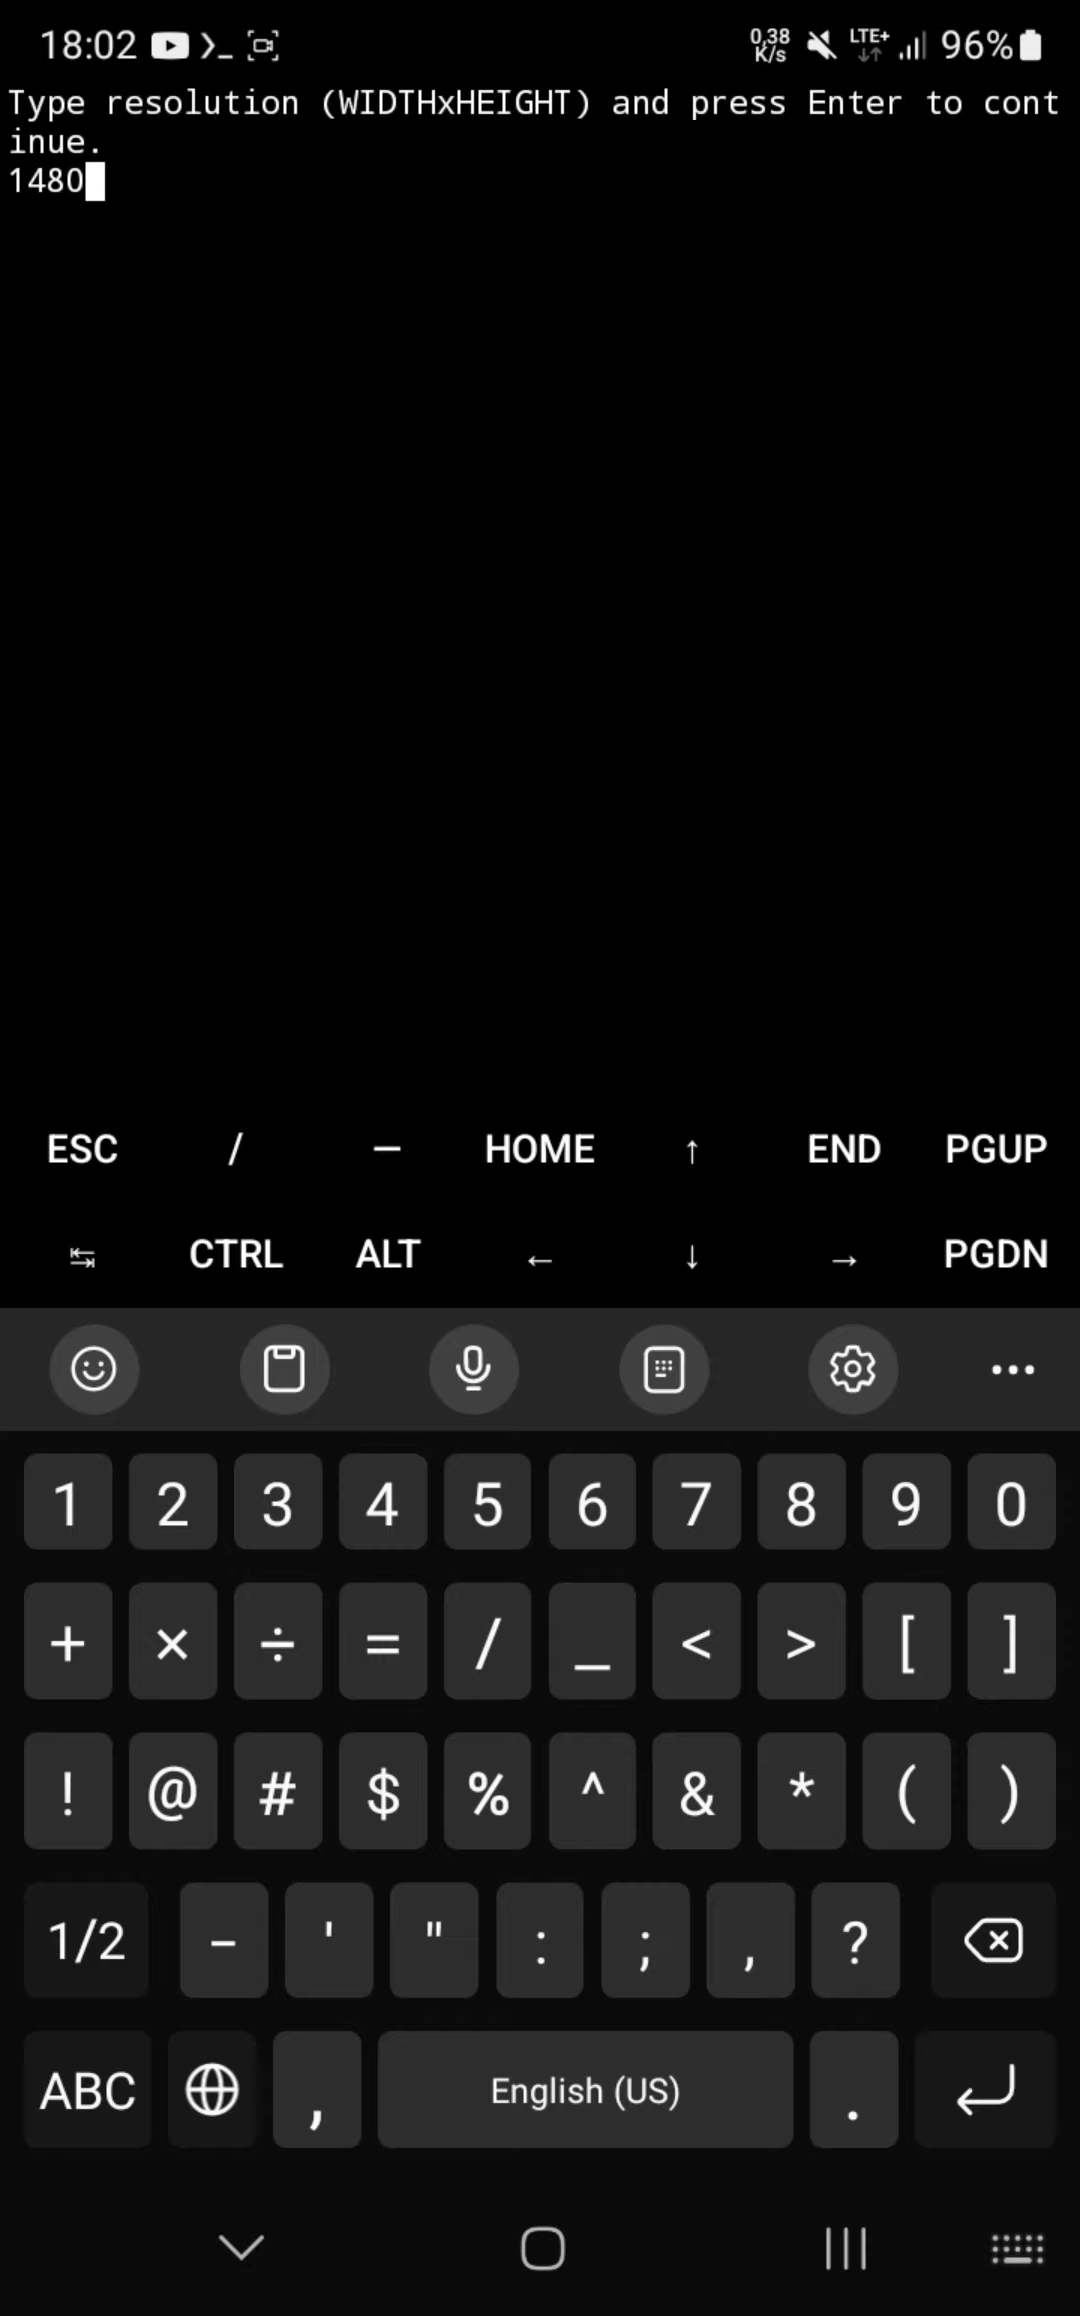 18:02 0,38 K/s LTE+ 96%
Type resolution (WIDTHxHEIGHT) and press Enter to cont
inue.
1480
ESC / — HOME ↑ END PGUP
↹ CTRL ALT ← ↓ → PGDN
1 2 3 4 5 6 7 8 9 0
+ × ÷ = / _ < > [ ]
! @ # $ % ^ & * ( )
1/2 - ' " : ; , ?
ABC , English (US) .